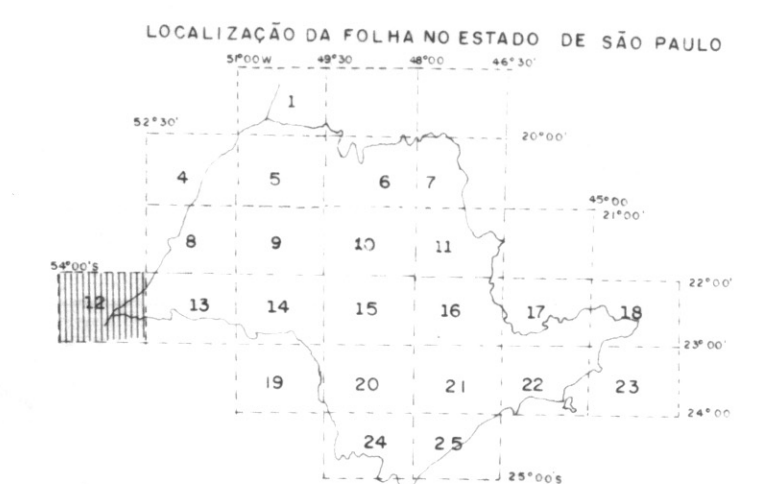 LOCALIZAÇÃO DA FOLHA NO ESTADO DE SÃO PAULO
51°00W 49°30 48°00 46°30'
1
52°30'
20°00'
4 5 6 7
45°00
21°00'
8 9 10 11
54°00's
22°00'
12 13 14 15 16 17 18
23°00'
19 20 21 22 23
24°00
24 25
25°00's